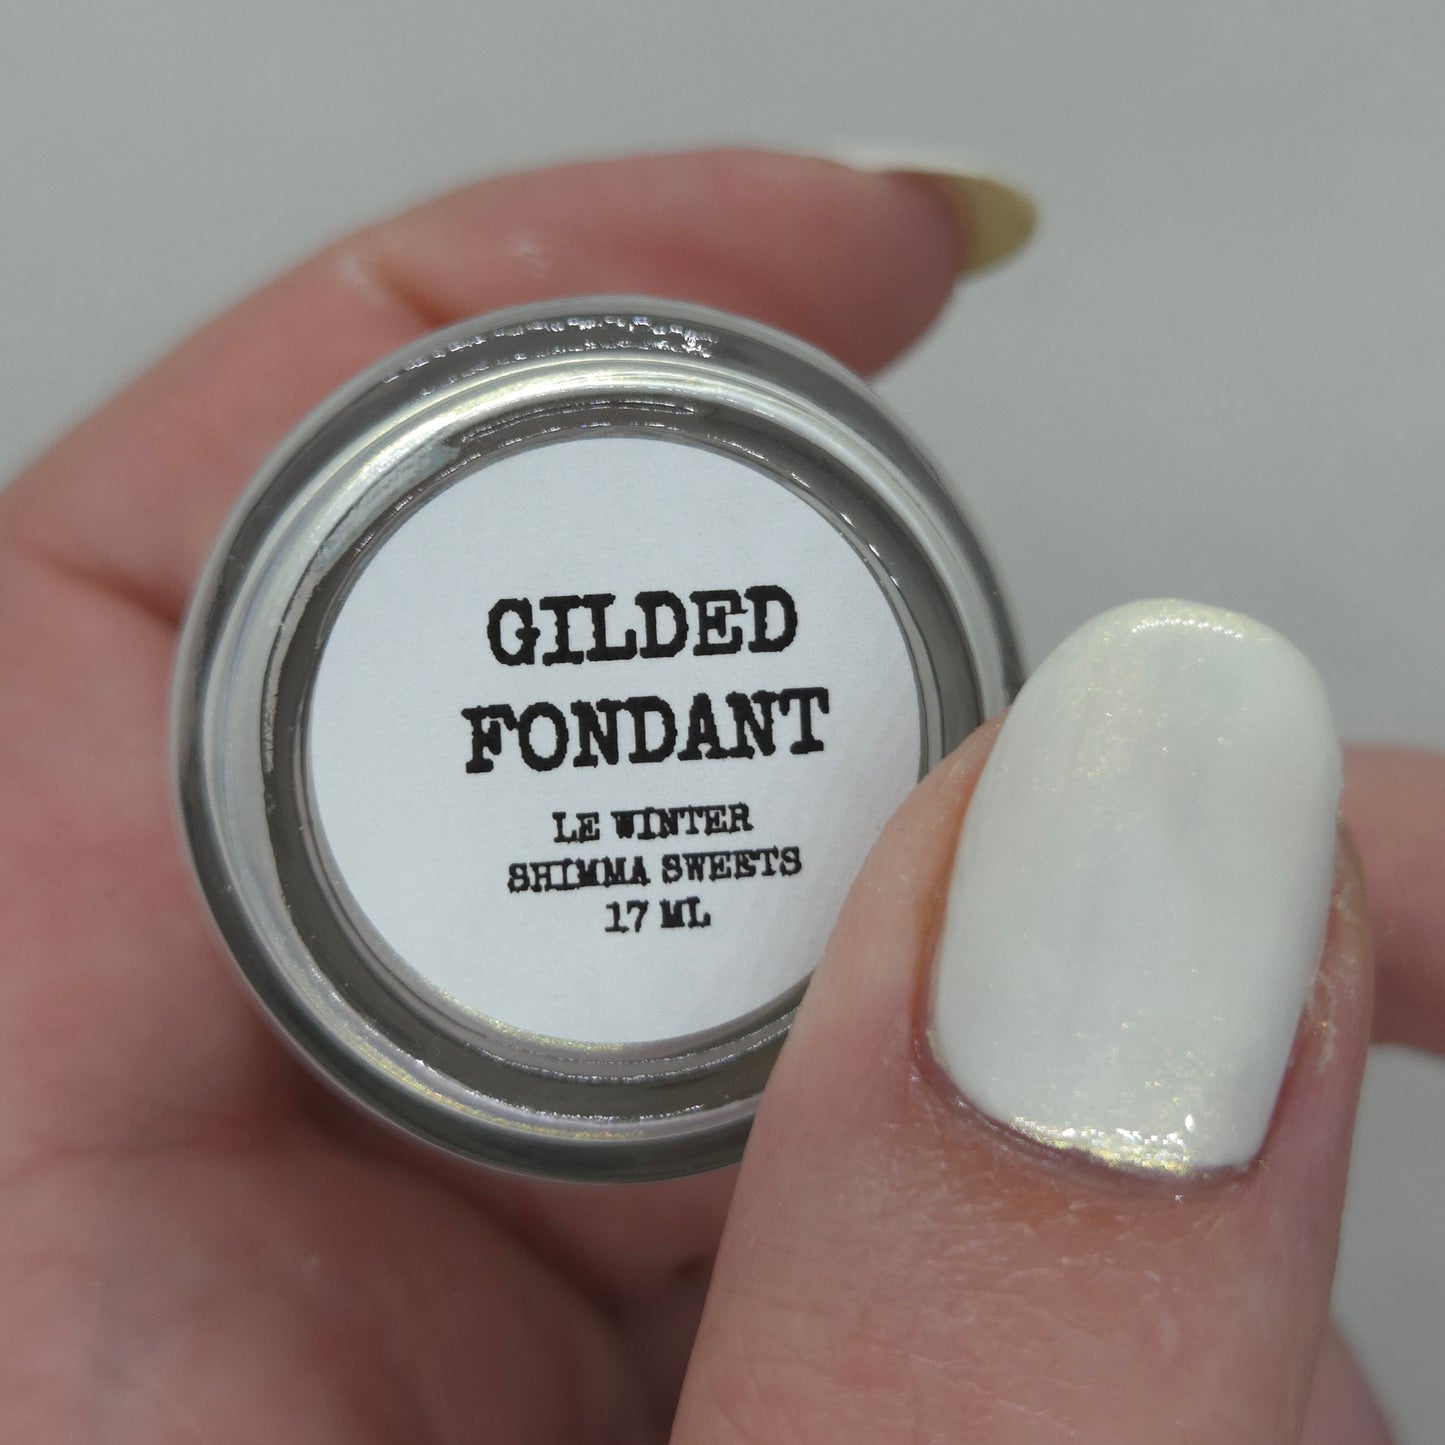 GILDED
FONDANT
LE WINTER
SHIMMA SWEETS
17 ML